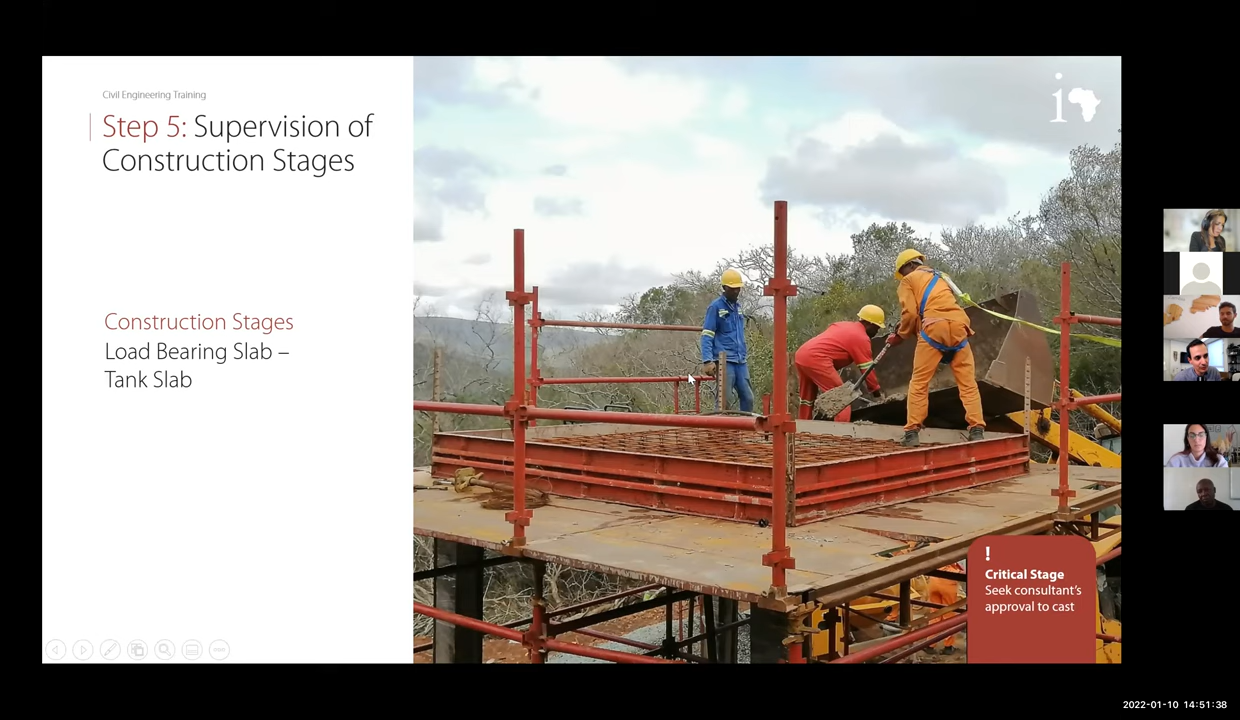 Civil Engineering Training
Step 5: Supervision of
Construction Stages
Construction Stages
Load Bearing Slab –
Tank Slab
i
!
Critical Stage
Seek consultant's
approval to cast
2022-01-10 14:51:38